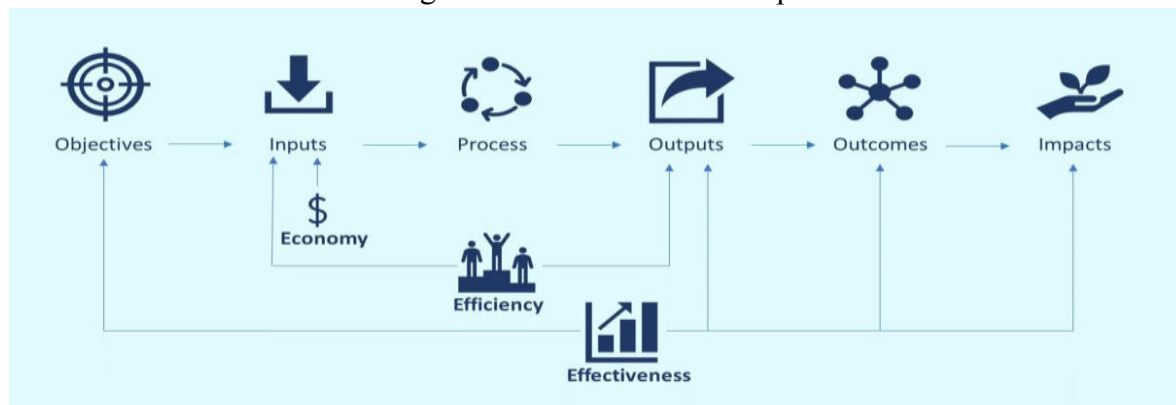 Objectives Inputs Process Outputs Outcomes Impacts
$
Economy
Efficiency
Effectiveness